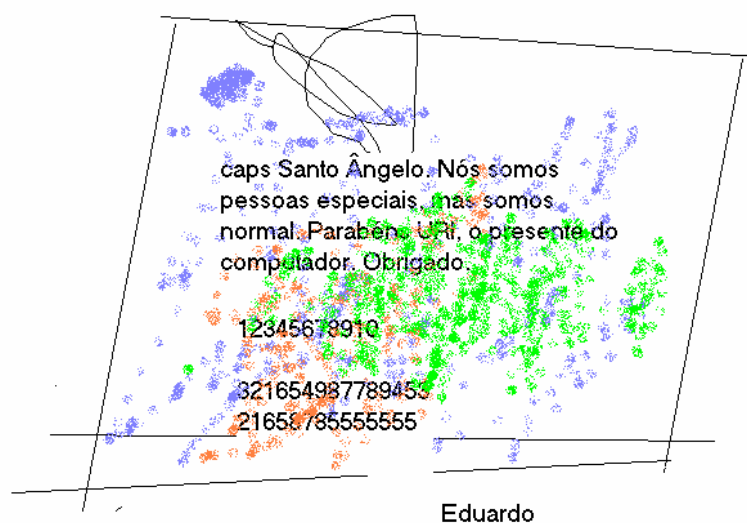 caps Santo Ângelo. Nós somos
pessoas especiais, mas somos
normal. Parabéns URI, o presente do
computador. Obrigado.
12345678910
321654987789455
21658785555555
Eduardo